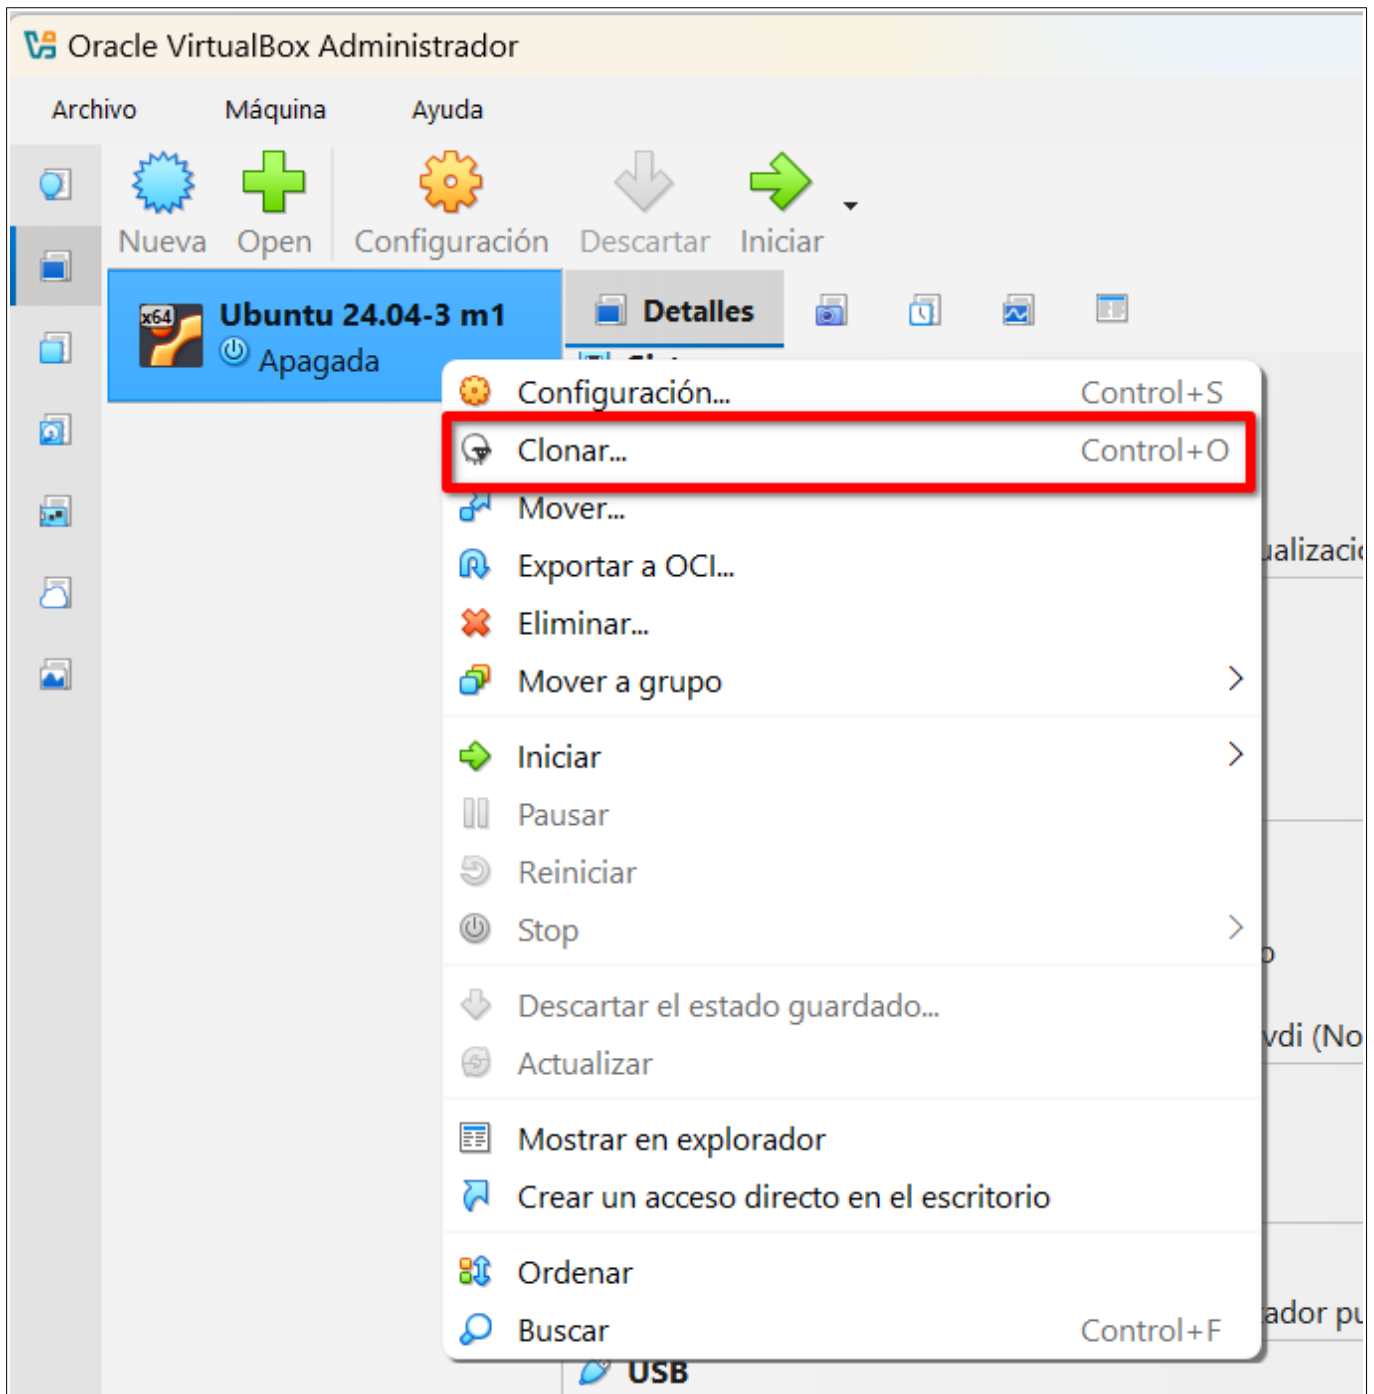 Oracle VirtualBox Administrador
Archivo Máquina Ayuda
Nueva Open Configuración Descartar Iniciar
x64 Ubuntu 24.04-3 m1
Apagada
Detalles
Configuración... Control+S
Clonar... Control+O
Mover...
Exportar a OCI...
Eliminar...
Mover a grupo
Iniciar
Pausar
Reiniciar
Stop
Descartar el estado guardado...
vdi (No
Actualizar
Mostrar en explorador
Crear un acceso directo en el escritorio
Ordenar
Buscar Control+F
USB